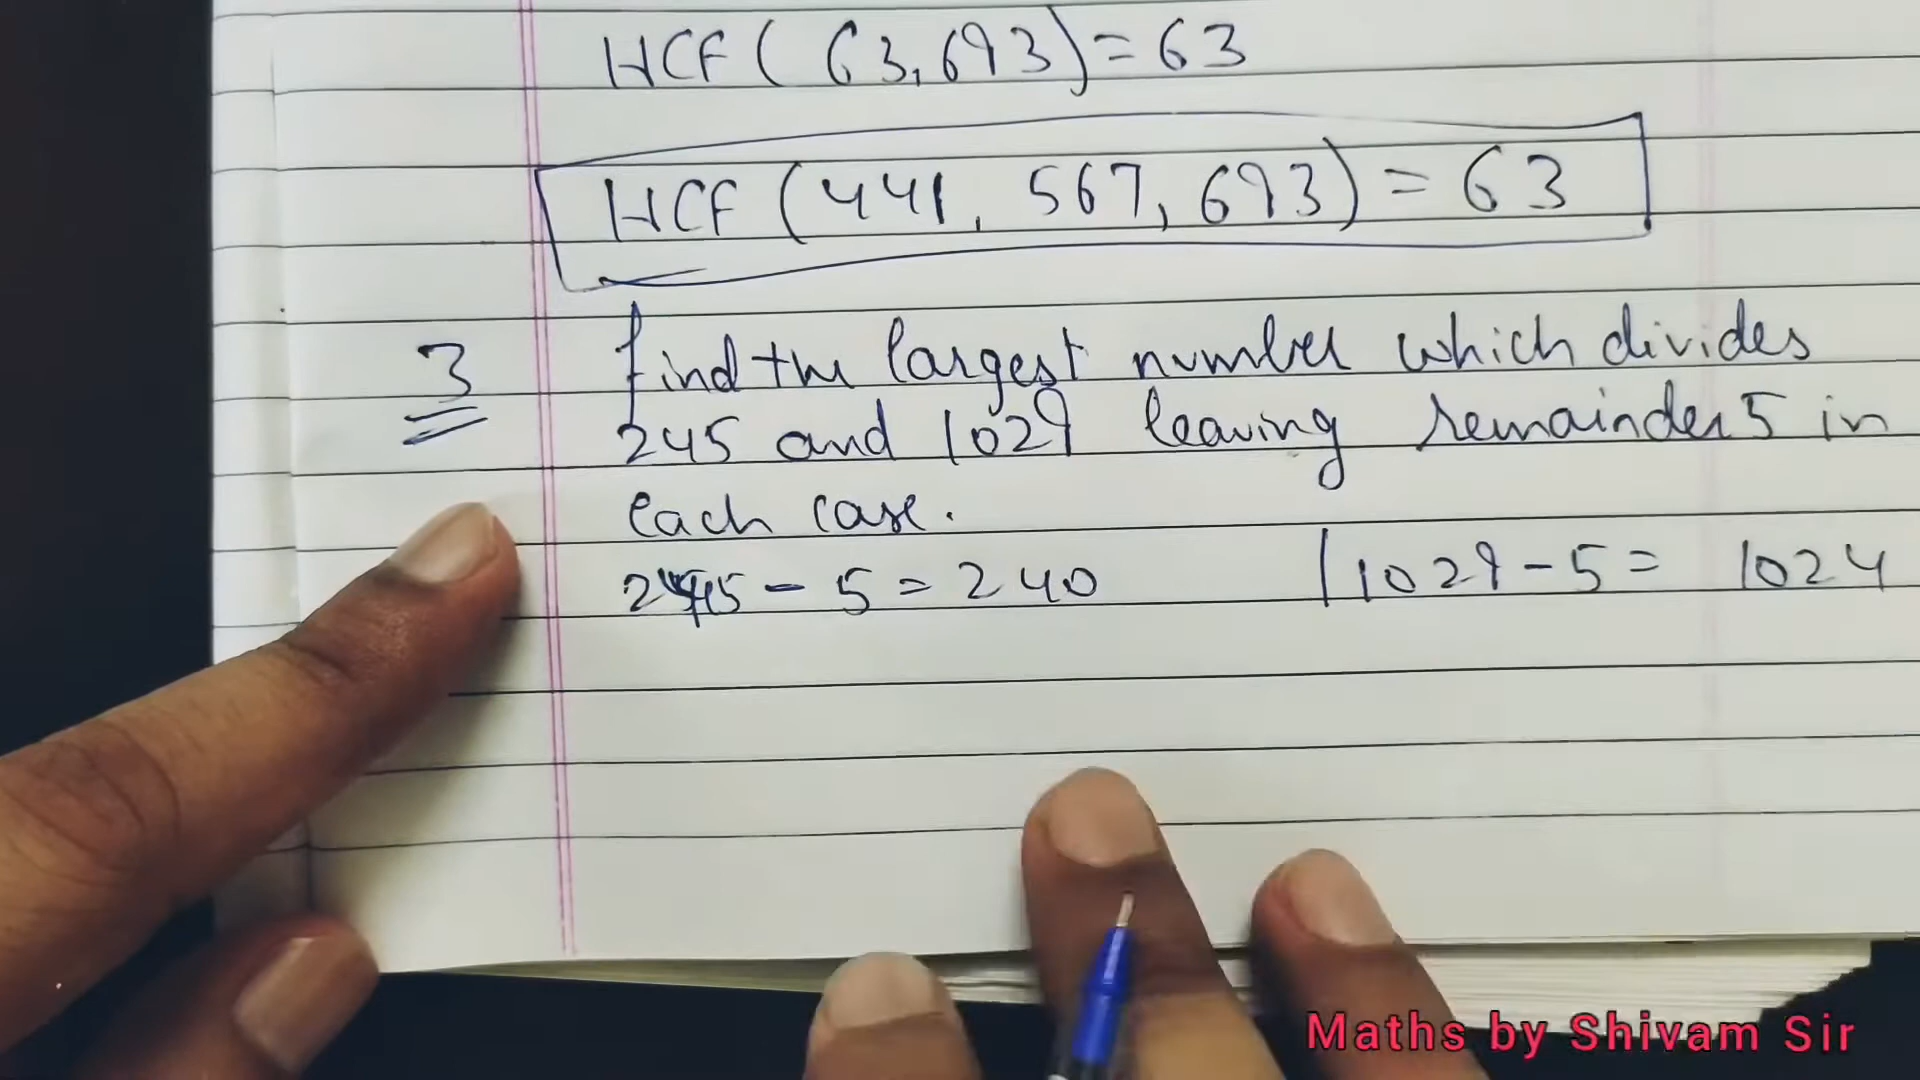 HCF ( 63, 693) = 63
HCF (441, 567, 693) = 63
3 find the largest number which divides
245 and 1029 leaving remainder 5 in
each case.
245 - 5 = 240 | 1029 - 5 = 1024
Maths by Shivam Sir